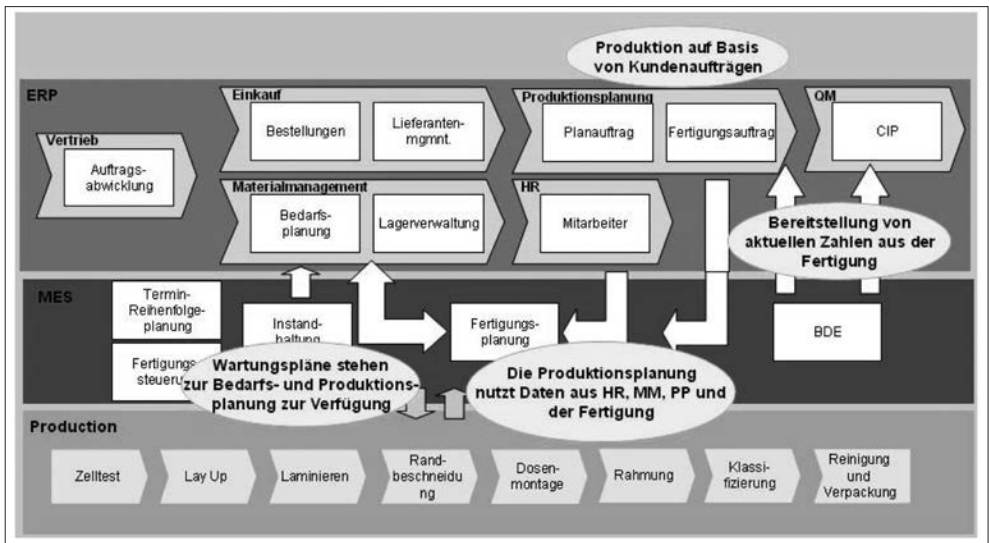 Produktion auf Basis
von Kundenaufträgen
ERP
Vertrieb
Auftrags-
abwicklung
Einkauf
Bestellungen
Lieferanten-
mgmnt.
Produktionsplanung
Planauftrag
Fertigungsauftrag
QM
CIP
Materialmanagement
Bedarfs-
planung
Lagerverwaltung
HR
Mitarbeiter
Bereitstellung von
aktuellen Zahlen aus der
Fertigung
MES
Termin-
Reihenfolge-
planung
Fertigungs
steueru
Instand-
haltung
Fertigungs-
planung
BDE
Wartungspläne stehen
zur Bedarfs- und Produktions-
planung zur Verfügung
Die Produktionsplanung
nutzt Daten aus HR, MM, PP und
der Fertigung
Production
Zelltest
Lay Up
Laminieren
Rand-
beschneidu
ng
Dosen-
montage
Rahmung
Klassi-
fizierung
Reinigung
und
Verpackung